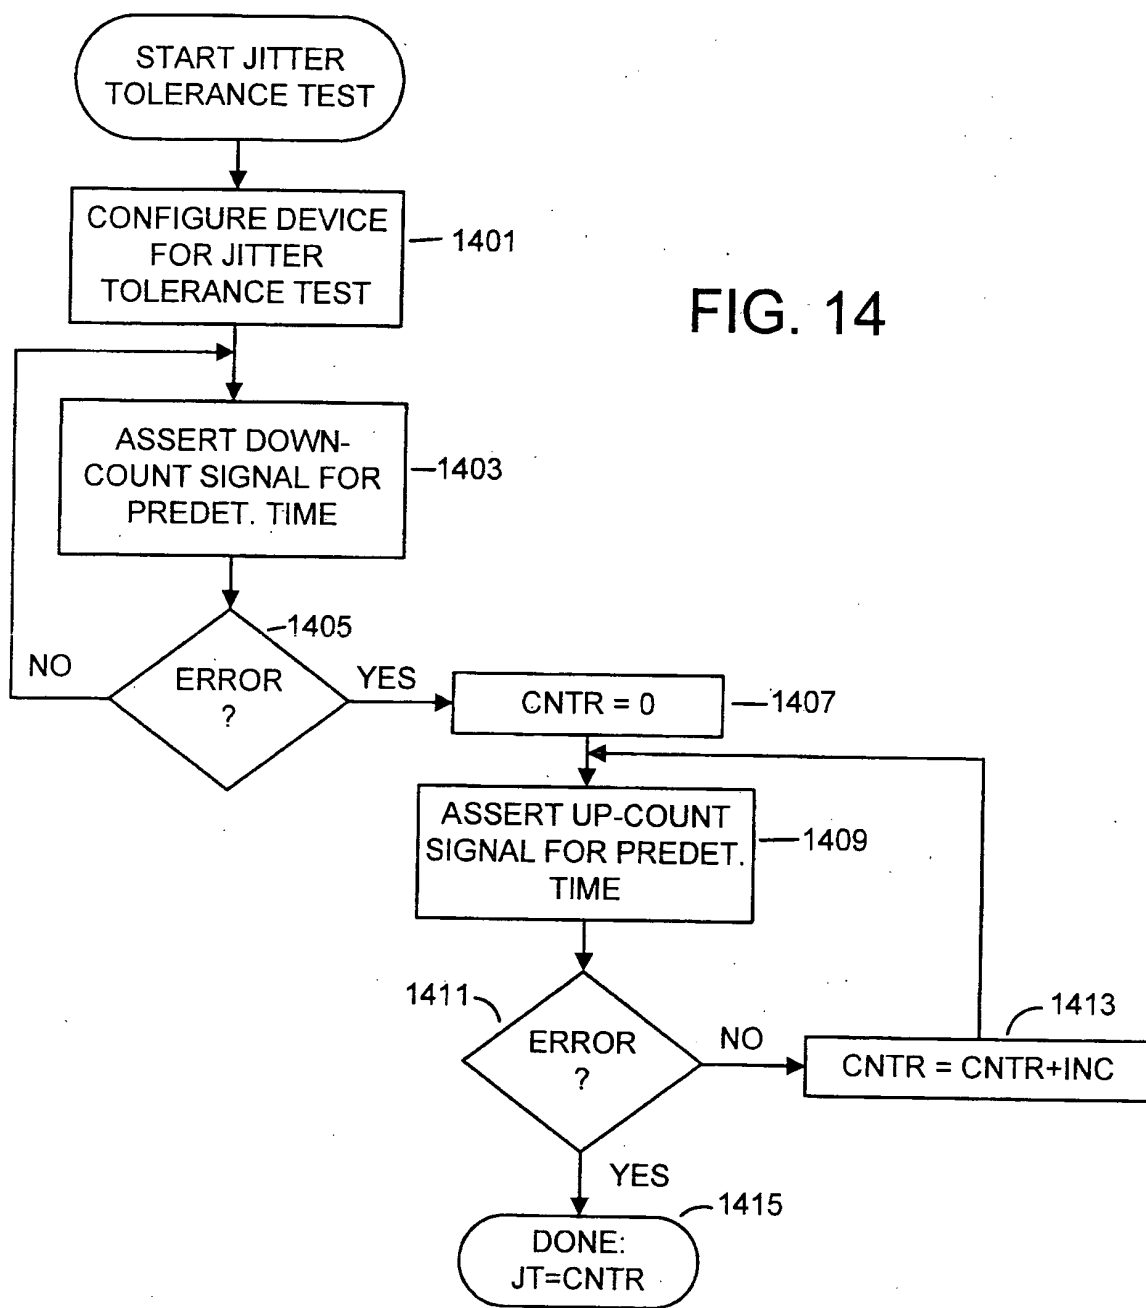 START JITTER
TOLERANCE TEST
CONFIGURE DEVICE
FOR JITTER
TOLERANCE TEST
1401
FIG. 14
ASSERT DOWN-
COUNT SIGNAL FOR
PREDET. TIME
1403
1405
ERROR
?
NO
YES
CNTR = 0
1407
ASSERT UP-COUNT
SIGNAL FOR PREDET.
TIME
1409
1411
ERROR
?
NO
1413
CNTR = CNTR+INC
YES
1415
DONE:
JT=CNTR